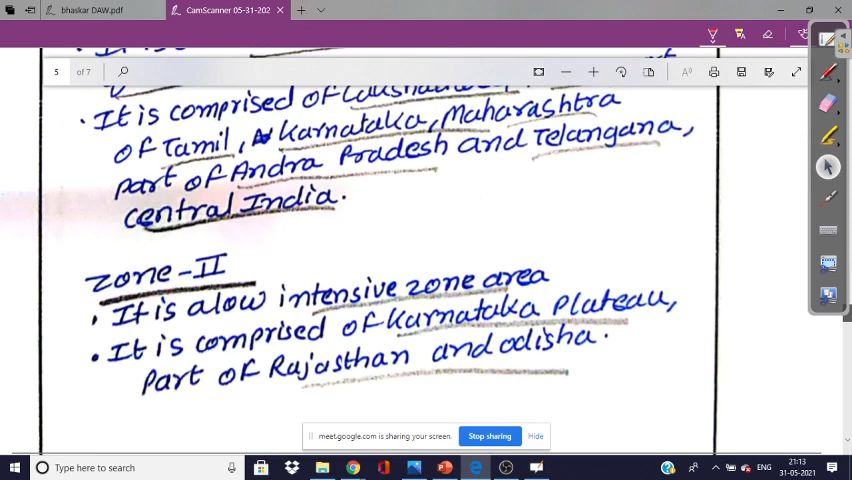 bhaskar DAW.pdf
CamScanner 05-31-202
5 of 7
• It is
• It is comprised of
of Tamil, N Karnataka, Maharashtra
part of Andra Pradesh and Telangana,
central India.
Zone-II
• It is a low intensive zone area
• It is comprised of Karnataka Plateau,
part of Rajasthan and odisha.
meet.google.com is sharing your screen.
Stop sharing
Hide
Type here to search
ENG
21:13
31-05-2021